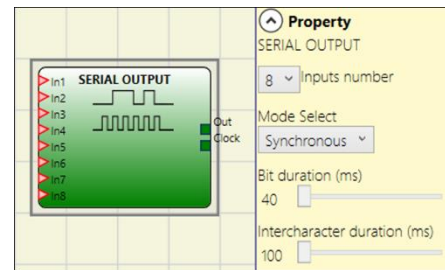 In1
In2
In3
In4
In5
In6
In7
In8
SERIAL OUTPUT
Out
Clock
Property
SERIAL OUTPUT
8 Inputs number
Mode Select
Synchronous
Bit duration (ms)
40
Intercharacter duration (ms)
100